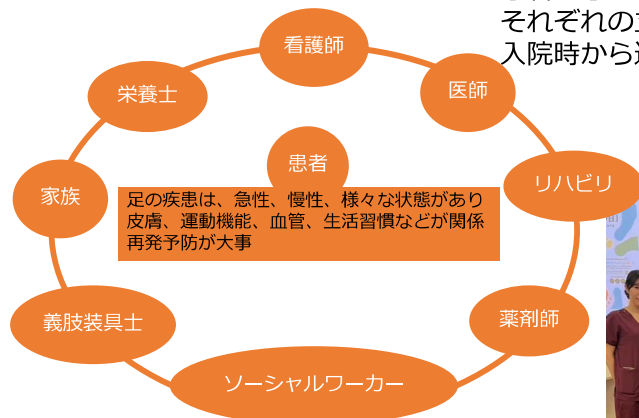 それぞれの
入院時から
看護師
栄養士
医師
患者
家族
リハビリ
足の疾患は、急性、慢性、様々な状態があり
皮膚、運動機能、血管、生活習慣などが関係
再発予防が大事
義肢装具士
薬剤師
ソーシャルワーカー